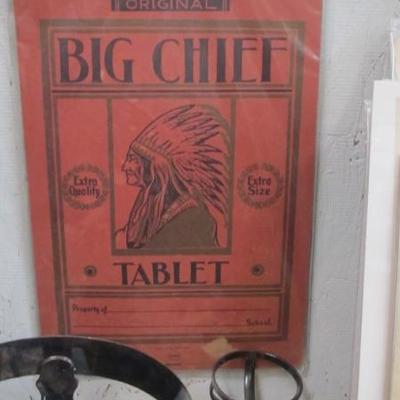 ORIGINAL
BIG CHIEF
Extra Quality
Extra Size
TABLET
Property of
School